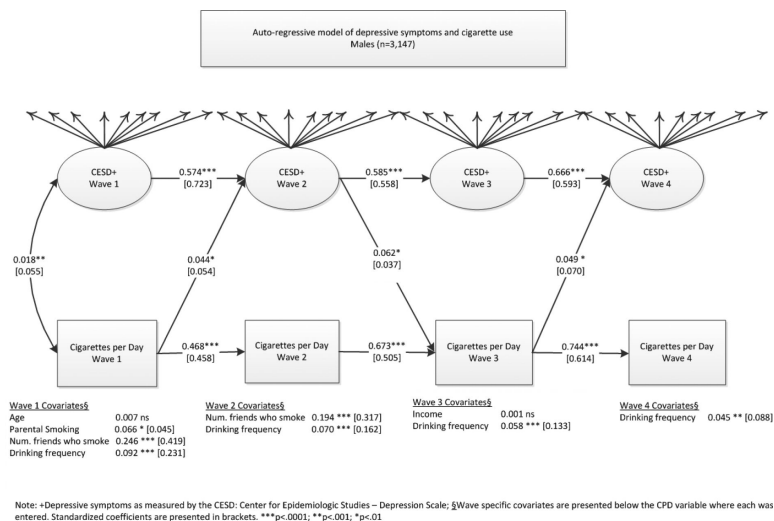 Auto-regressive model of depressive symptoms and cigarette use
Males (n=3,147)
CESD+
Wave 1
0.574***
[0.723]
CESD+
Wave 2
0.585***
[0.558]
CESD+
Wave 3
0.666***
[0.593]
CESD+
Wave 4
0.018**
[0.055]
0.044*
[0.054]
0.062*
[0.037]
0.049 *
[0.070]
Cigarettes per Day
Wave 1
0.468***
[0.458]
Cigarettes per Day
Wave 2
0.673***
[0.505]
Cigarettes per Day
Wave 3
0.744***
[0.614]
Cigarettes per Day
Wave 4
Wave 1 Covariates§
Age 0.007 ns
Parental Smoking 0.066 * [0.045]
Num. friends who smoke 0.246 *** [0.419]
Drinking frequency 0.092 *** [0.231]
Wave 2 Covariates§
Num. friends who smoke 0.194 *** [0.317]
Drinking frequency 0.070 *** [0.162]
Wave 3 Covariates§
Income 0.001 ns
Drinking frequency 0.058 *** [0.133]
Wave 4 Covariates§
Drinking frequency 0.045 ** [0.088]
Note: +Depressive symptoms as measured by the CESD: Center for Epidemiologic Studies – Depression Scale; §Wave specific covariates are presented below the CPD variable where each was
entered. Standardized coefficients are presented in brackets. ***p<.0001; **p<.001; *p<.01